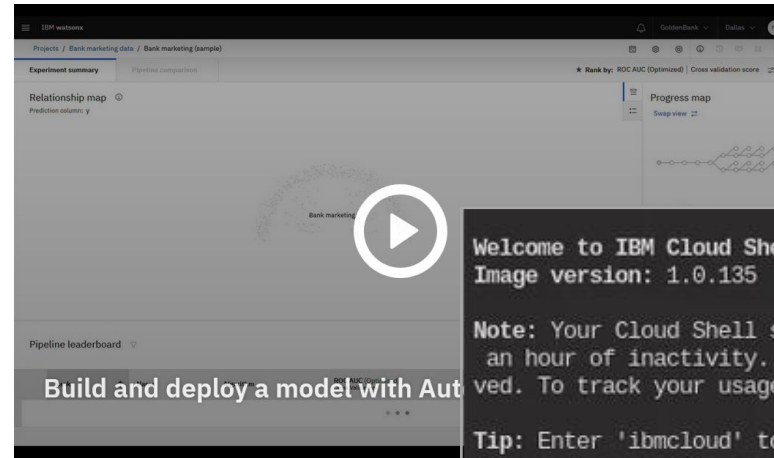 IBM watsonx
GoldenBank
Dallas
Projects / Bank marketing data / Bank marketing (sample)
Experiment summary
Pipeline comparison
★ Rank by: ROC AUC (Optimized) | Cross validation score
Relationship map
Prediction column: y
Progress map
Swap view
Bank marketing
Pipeline leaderboard
Build and deploy a model with Aut
Welcome to IBM Cloud She
Image version: 1.0.135
Note: Your Cloud Shell s
an hour of inactivity.
ved. To track your usage
Tip: Enter 'ibmcloud' to